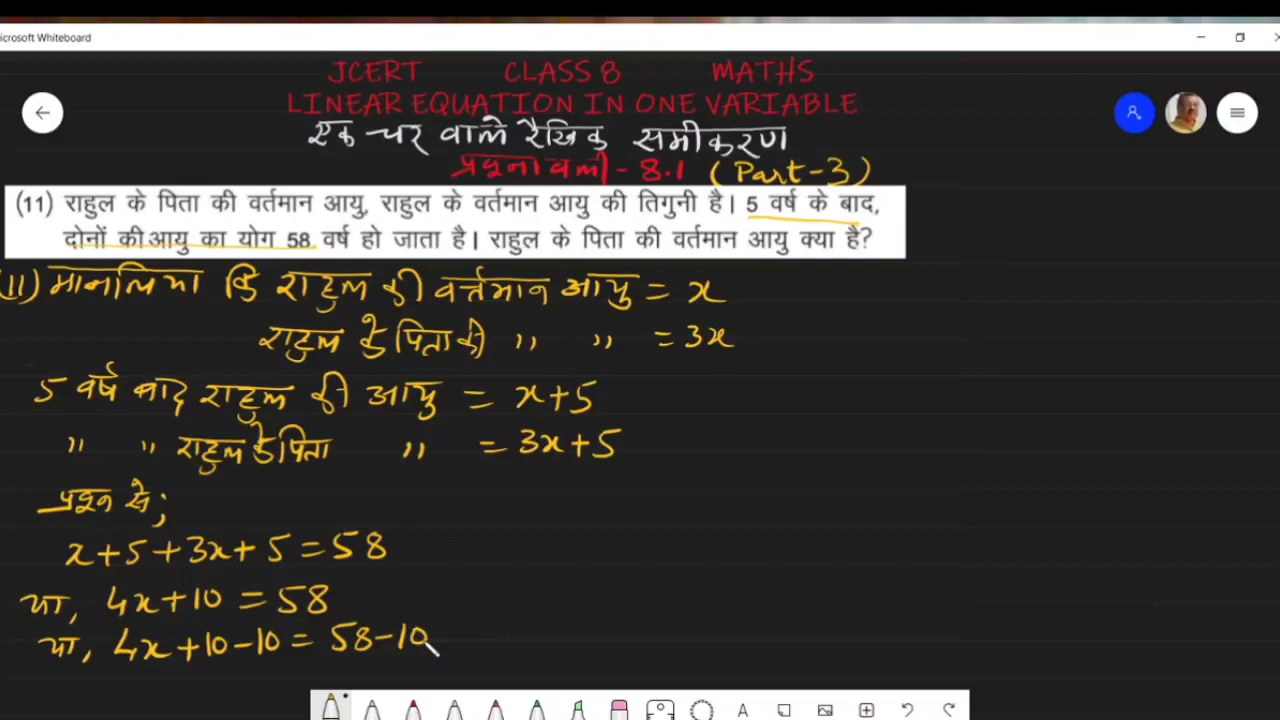 icrosoft Whiteboard
JCERT CLASS 8 MATHS
LINEAR EQUATION IN ONE VARIABLE
एक चर वाले रैखिक समीकरण
प्रश्नावली - 8.1 (Part-3)
(11) राहुल के पिता की वर्तमान आयु, राहुल के वर्तमान आयु की तिगुनी है। 5 वर्ष के बाद,
दोनों की आयु का योग 58 वर्ष हो जाता है। राहुल के पिता की वर्तमान आयु क्या है?
11) मानलिया कि राहुल की वर्त्तमान आयु = x
राहुल के पिता की " " = 3x
5 वर्ष बाद राहुल की आयु = x+5
" " राहुल के पिता " = 3x+5
प्रश्न से;
x+5+3x+5=58
या, 4x+10=58
या, 4x+10-10=58-10